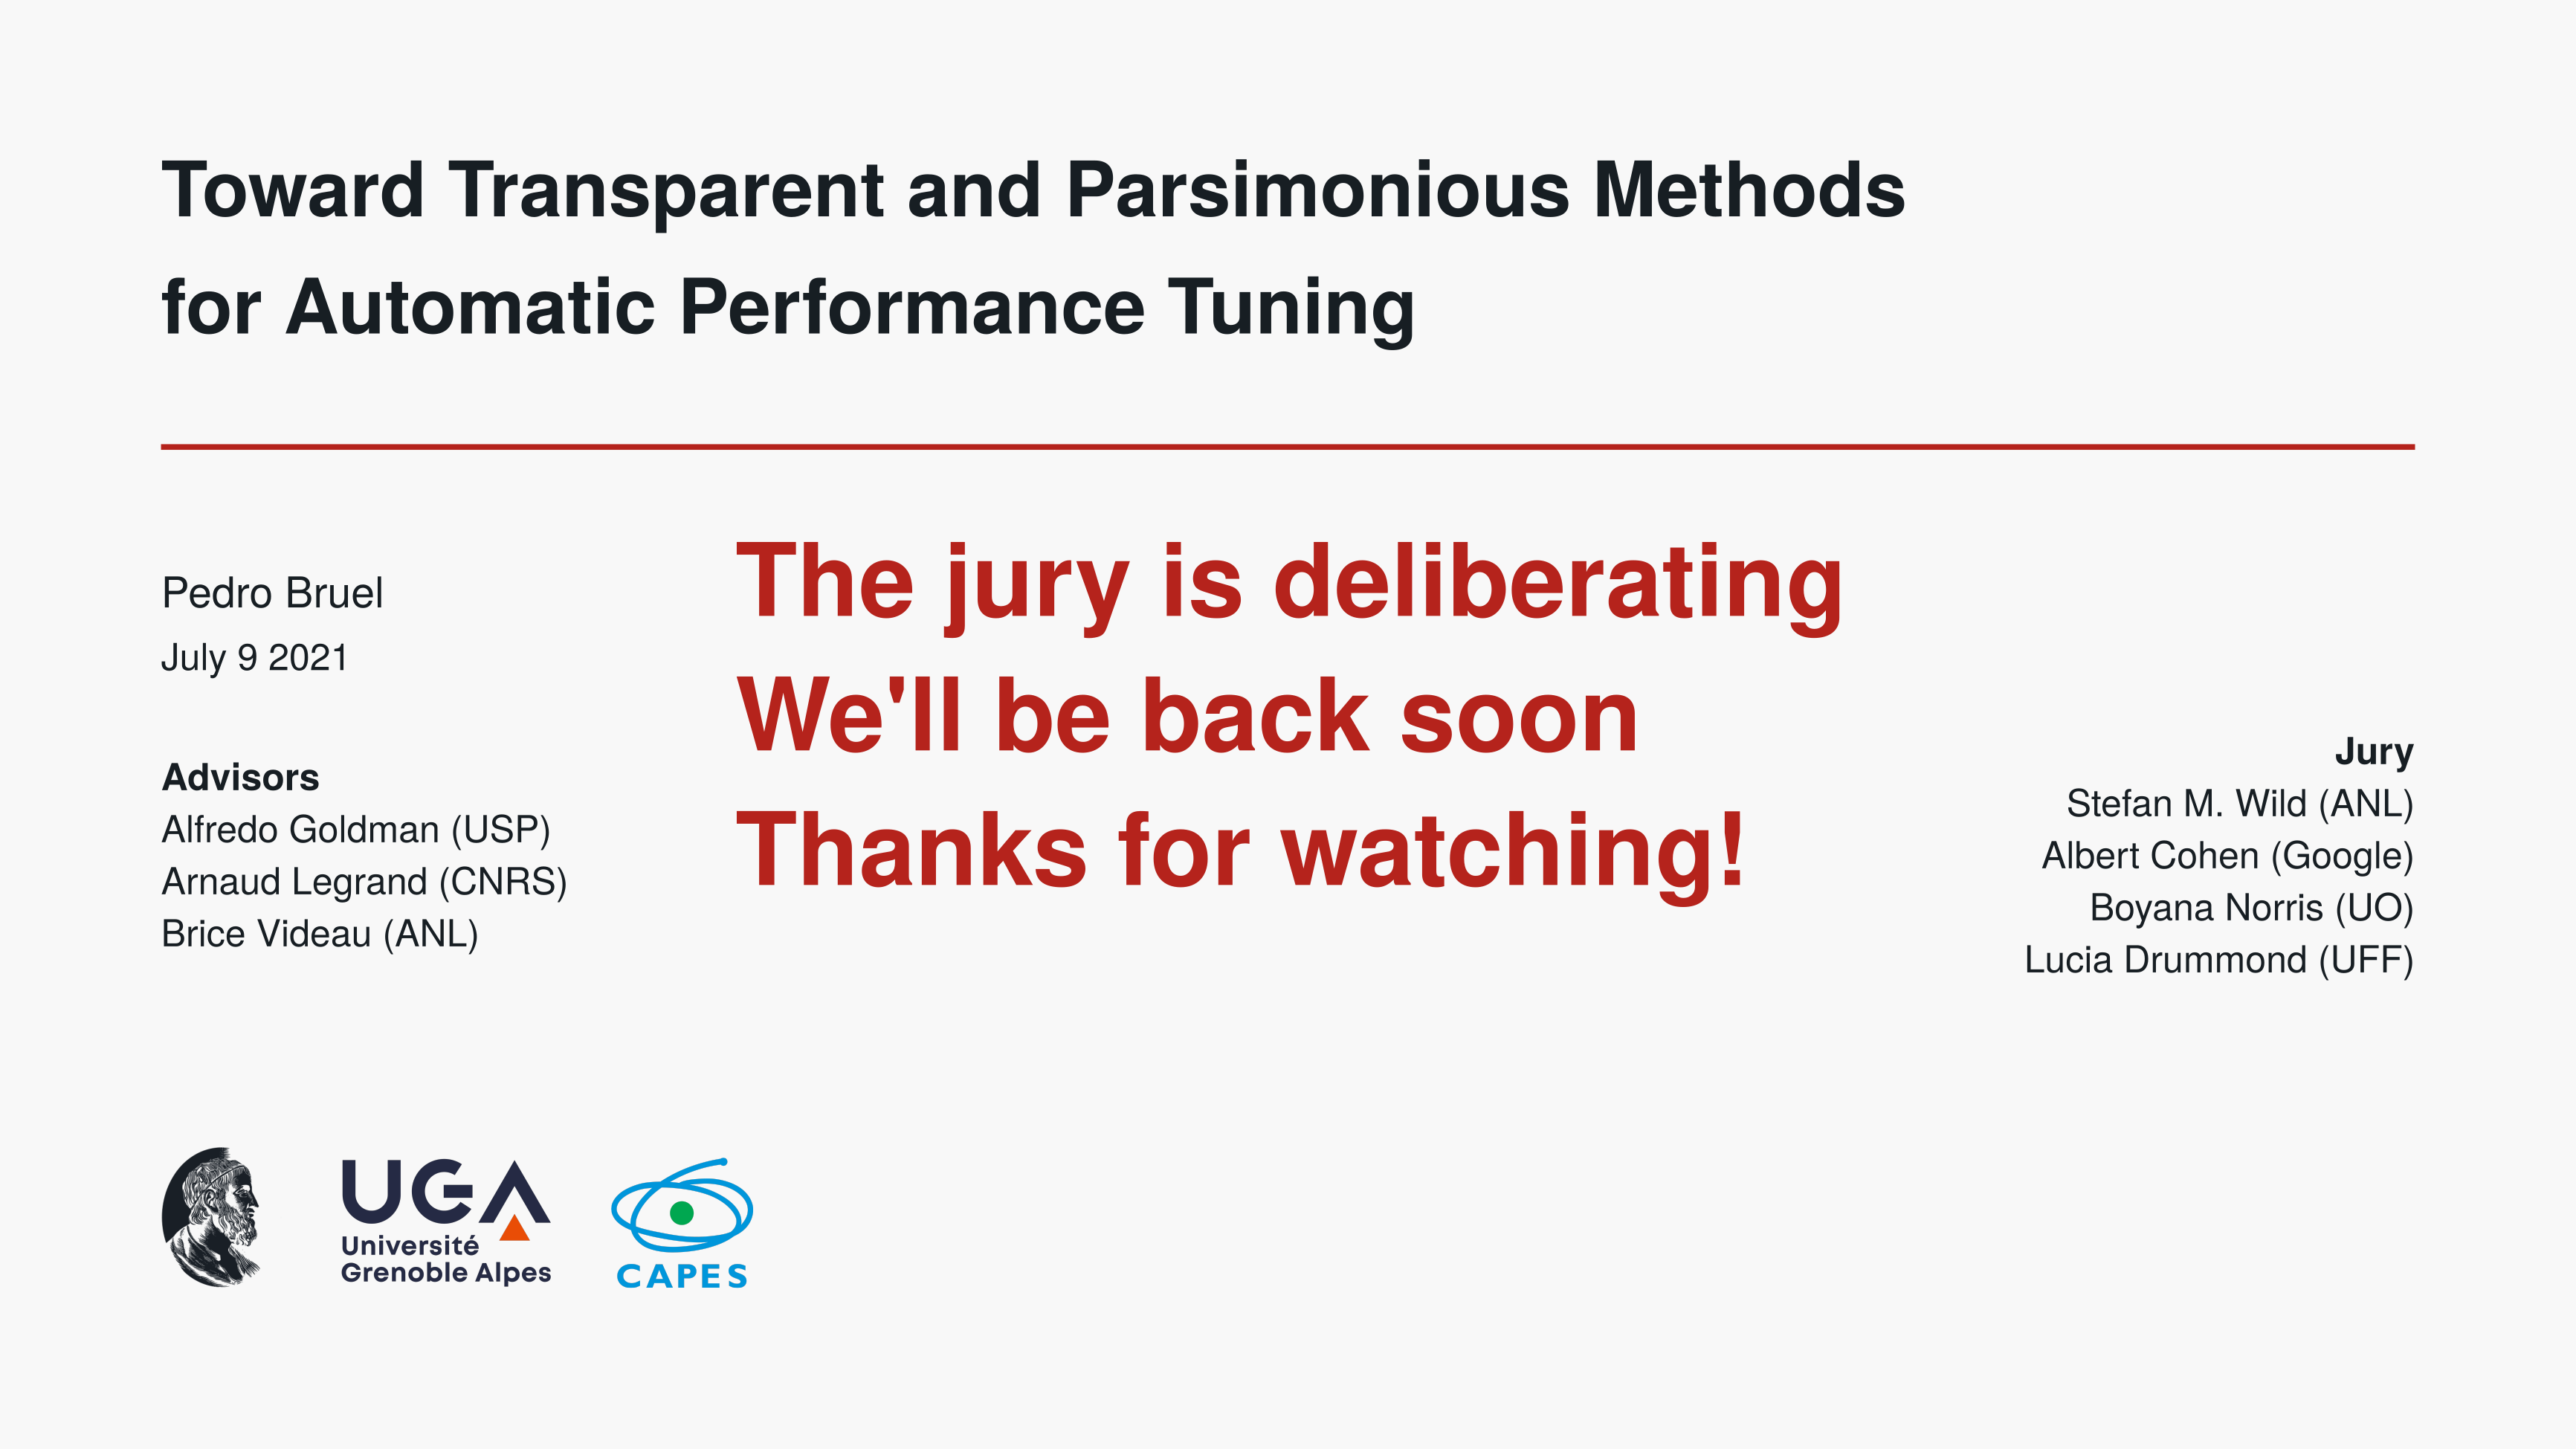 Toward Transparent and Parsimonious Methods
for Automatic Performance Tuning
Pedro Bruel
July 9 2021
Advisors
Alfredo Goldman (USP)
Arnaud Legrand (CNRS)
Brice Videau (ANL)
The jury is deliberating
We'll be back soon
Thanks for watching!
Jury
Stefan M. Wild (ANL)
Albert Cohen (Google)
Boyana Norris (UO)
Lucia Drummond (UFF)
UGA
Université
Grenoble Alpes
CAPES